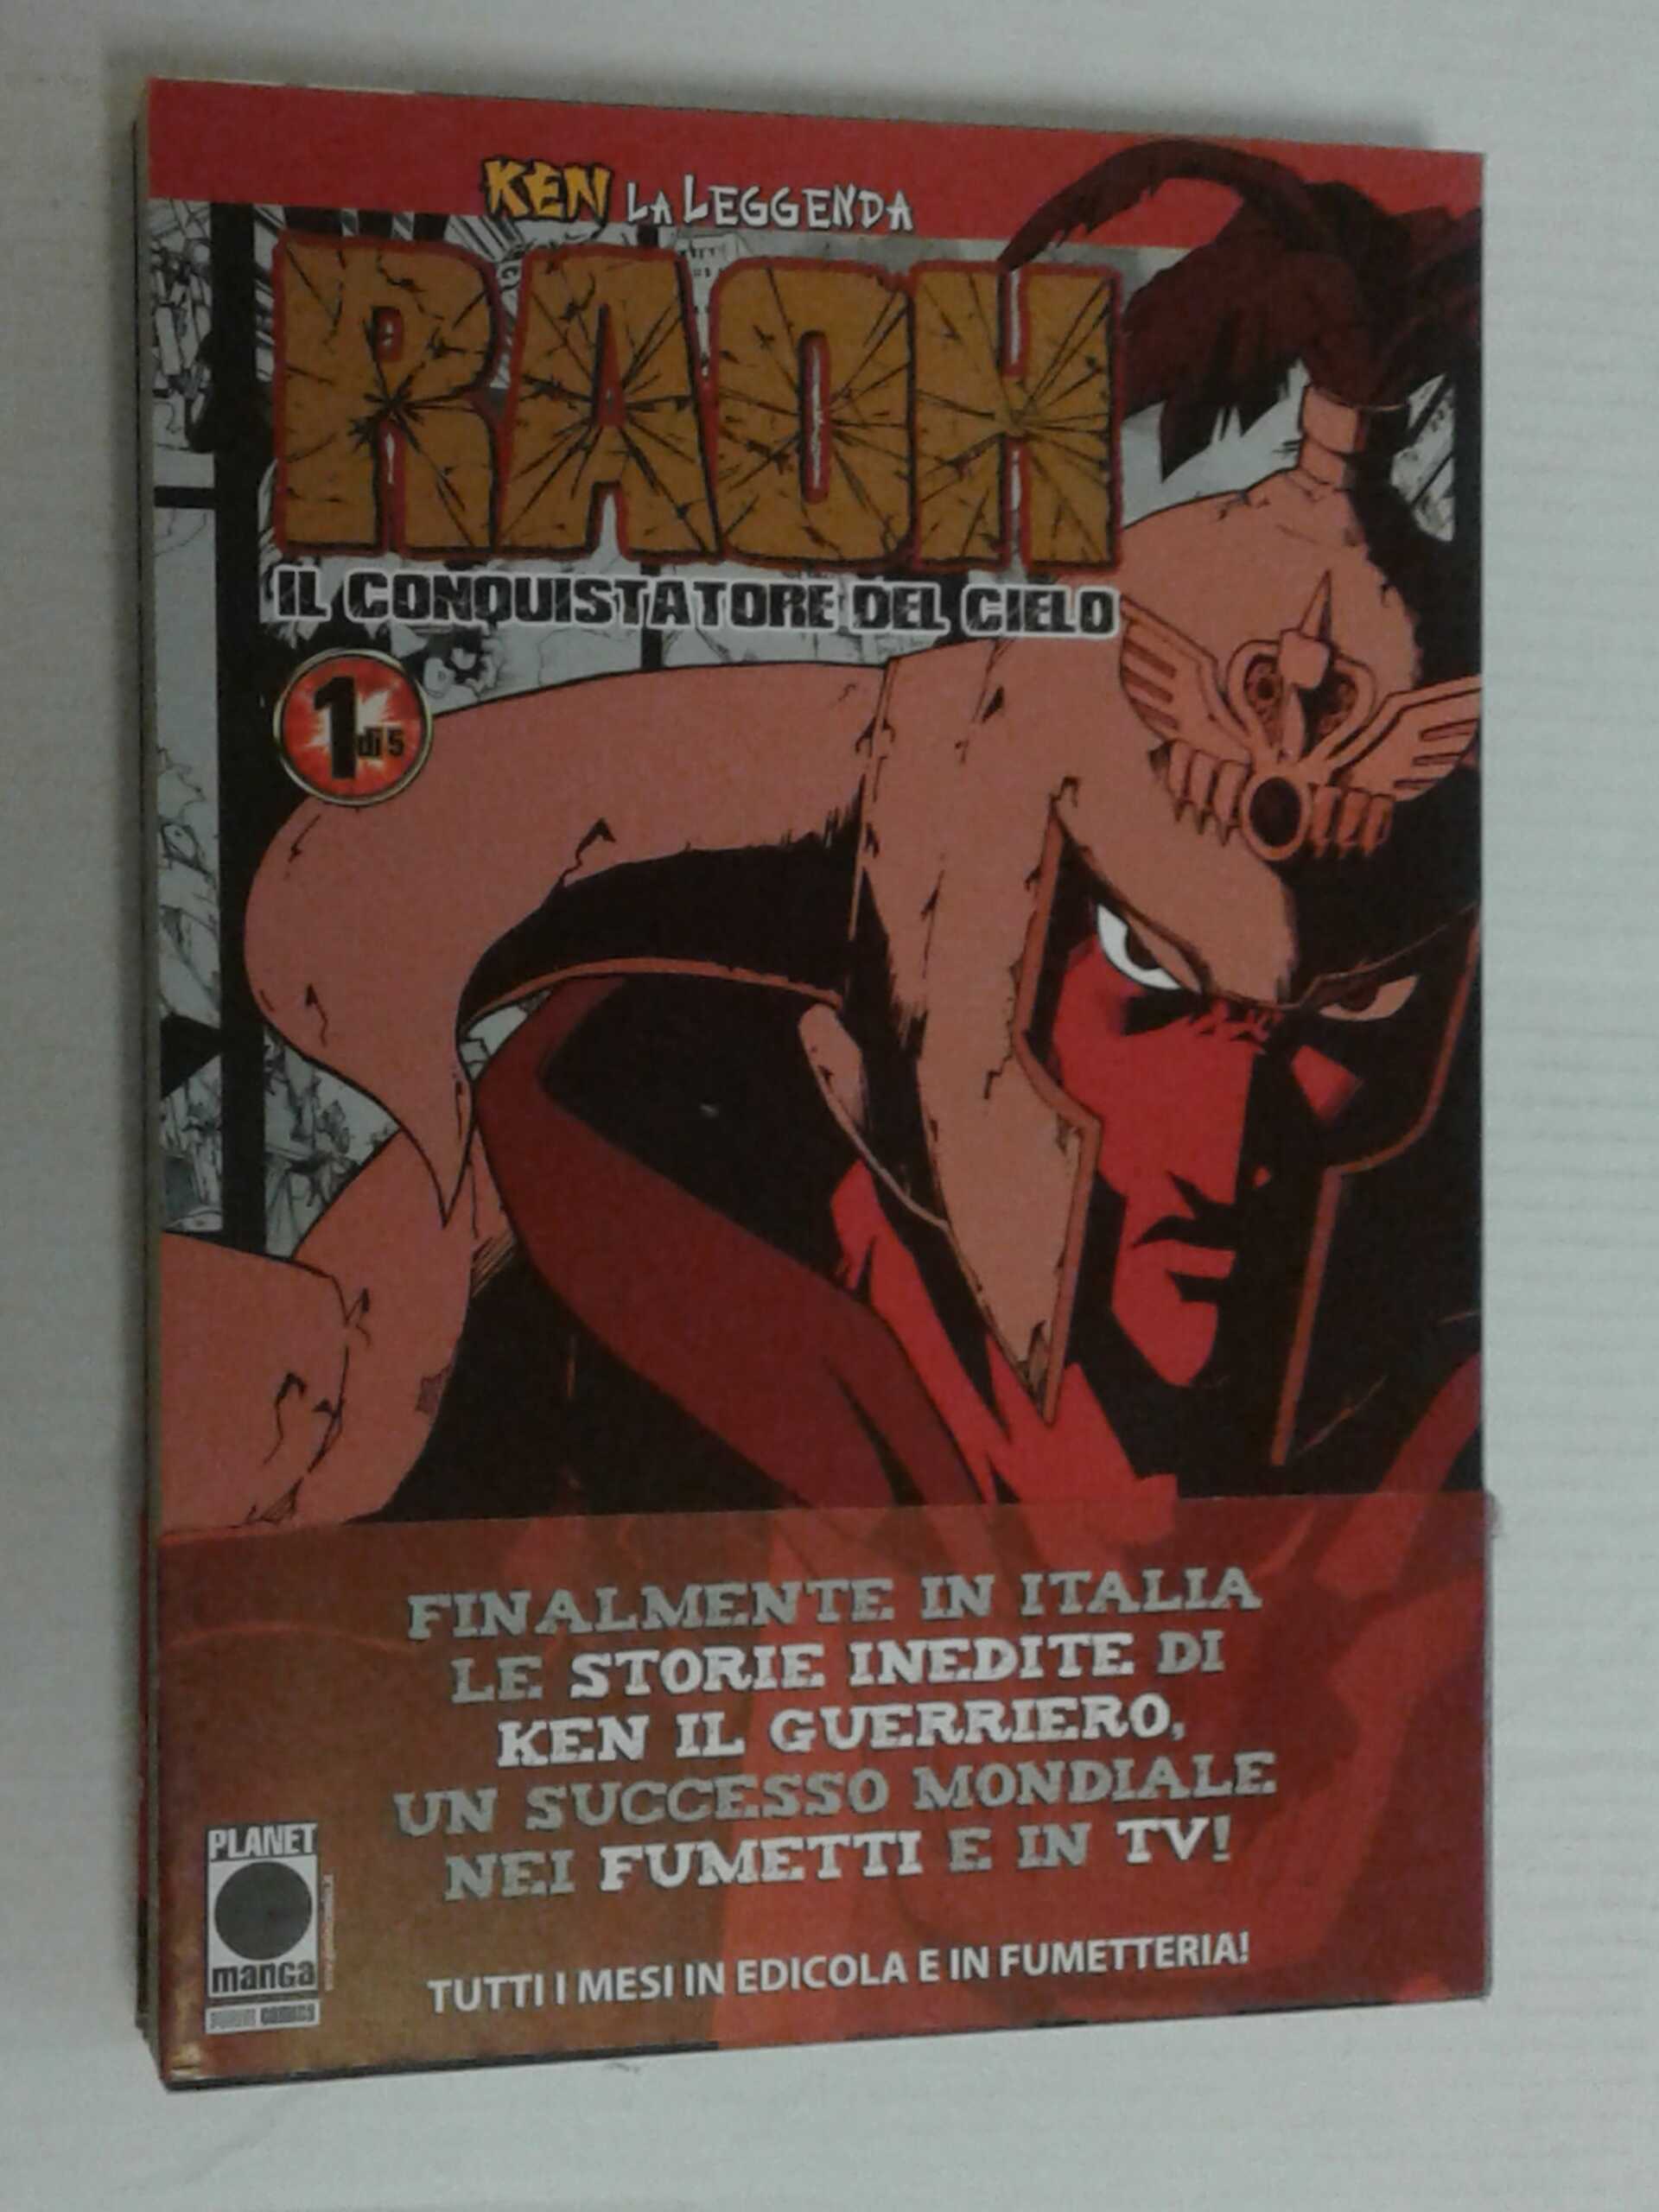 KEN LA LEGGENDA
RAOH
IL CONQUISTATORE DEL CIELO
1 di 5
FINALMENTE IN ITALIA
LE STORIE INEDITE DI
KEN IL GUERRIERO,
UN SUCCESSO MONDIALE
NEI FUMETTI E IN TV!
TUTTI I MESI IN EDICOLA E IN FUMETTERIA!
PLANET
manga
COMICS